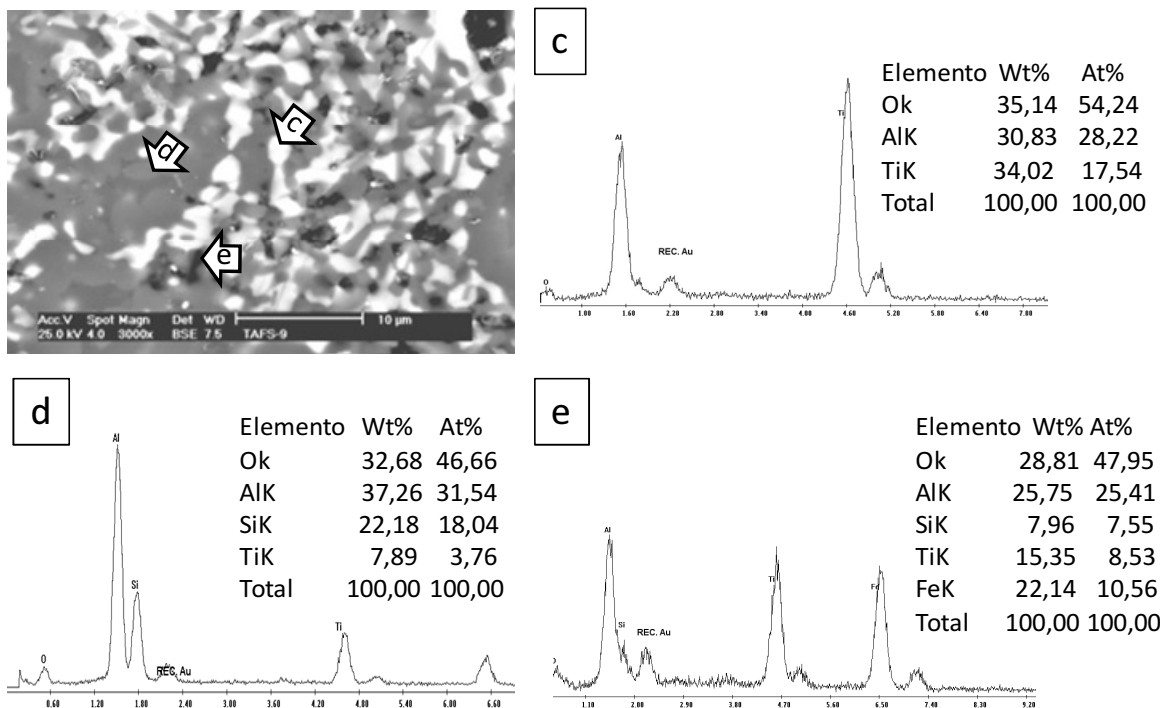 c
d
e
Acc.V Spot Magn Det WD 10 µm
25.0 kV 4.0 3000x BSE 7.5 TAFS-9
c
Elemento Wt% At%
Ok 35,14 54,24
AlK 30,83 28,22
TiK 34,02 17,54
Total 100,00 100,00
Al
Ti
REC. Au
O
1.00 1.60 2.20 2.80 3.40 4.00 4.60 5.20 5.80 6.40 7.00
d
Elemento Wt% At%
Ok 32,68 46,66
AlK 37,26 31,54
SiK 22,18 18,04
TiK 7,89 3,76
Total 100,00 100,00
Al
Si
Ti
O
REC. Au
0.60 1.20 1.80 2.40 3.00 3.60 4.20 4.80 5.40 6.00 6.60
e
Elemento Wt% At%
Ok 28,81 47,95
AlK 25,75 25,41
SiK 7,96 7,55
TiK 15,35 8,53
FeK 22,14 10,56
Total 100,00 100,00
Al
Ti
Fe
Si
REC. Au
1.10 2.00 2.90 3.80 4.70 5.60 6.50 7.40 8.30 9.20